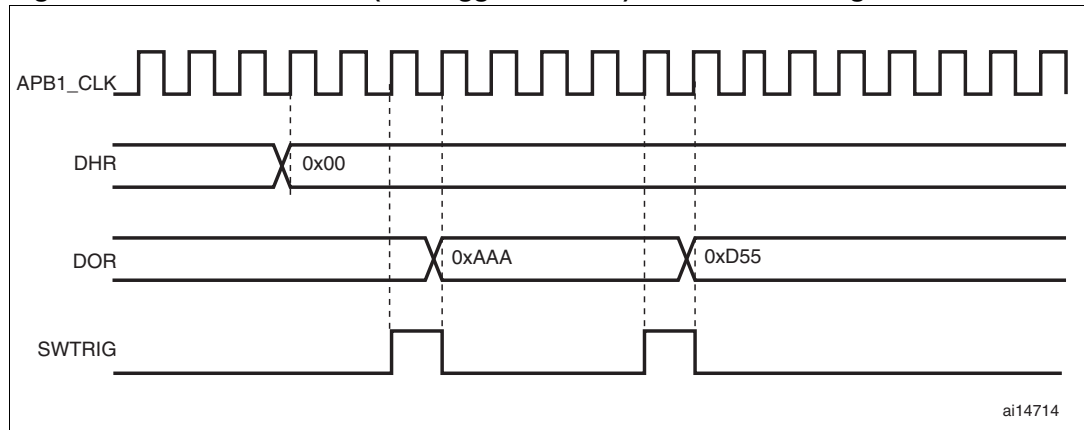 APB1_CLK
DHR
0x00
DOR
0xAAA
0xD55
SWTRIG
ai14714